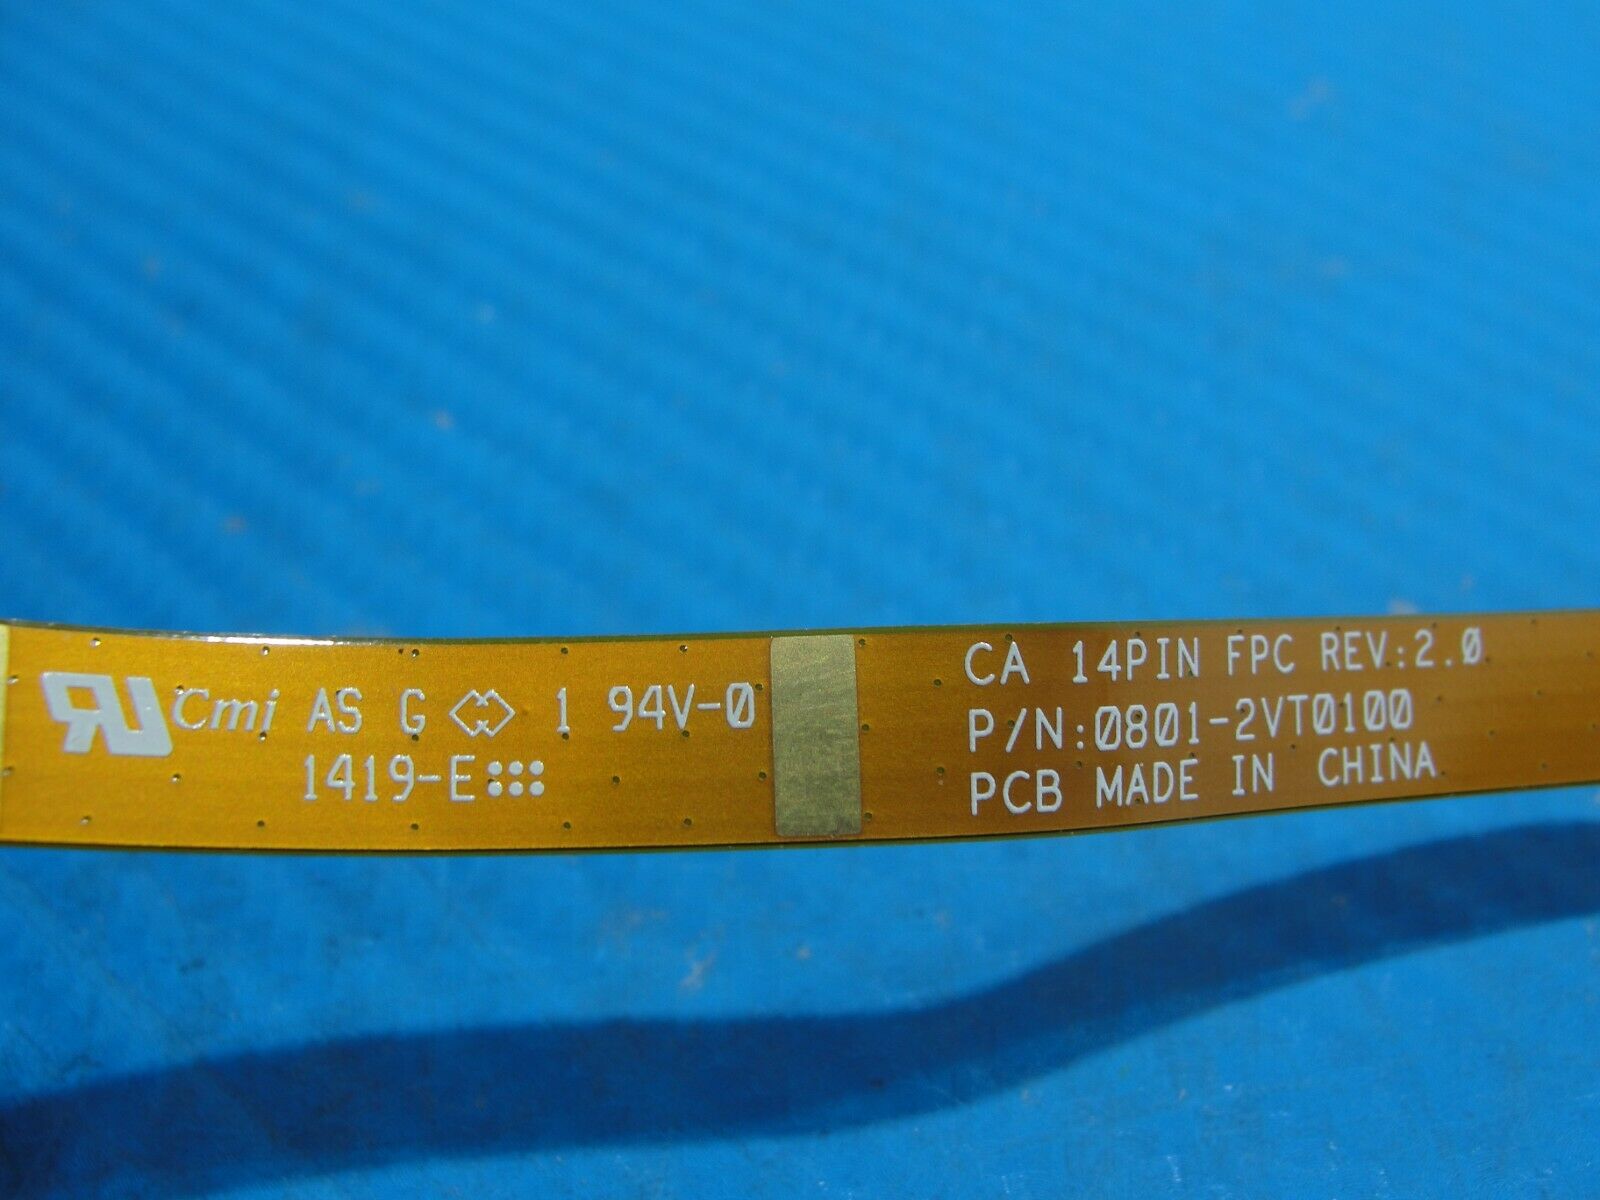 Cmi AS G 1 94V-0
1419-E
CA 14PIN FPC REV:2.0
P/N:0801-2VT0100
PCB MADE IN CHINA